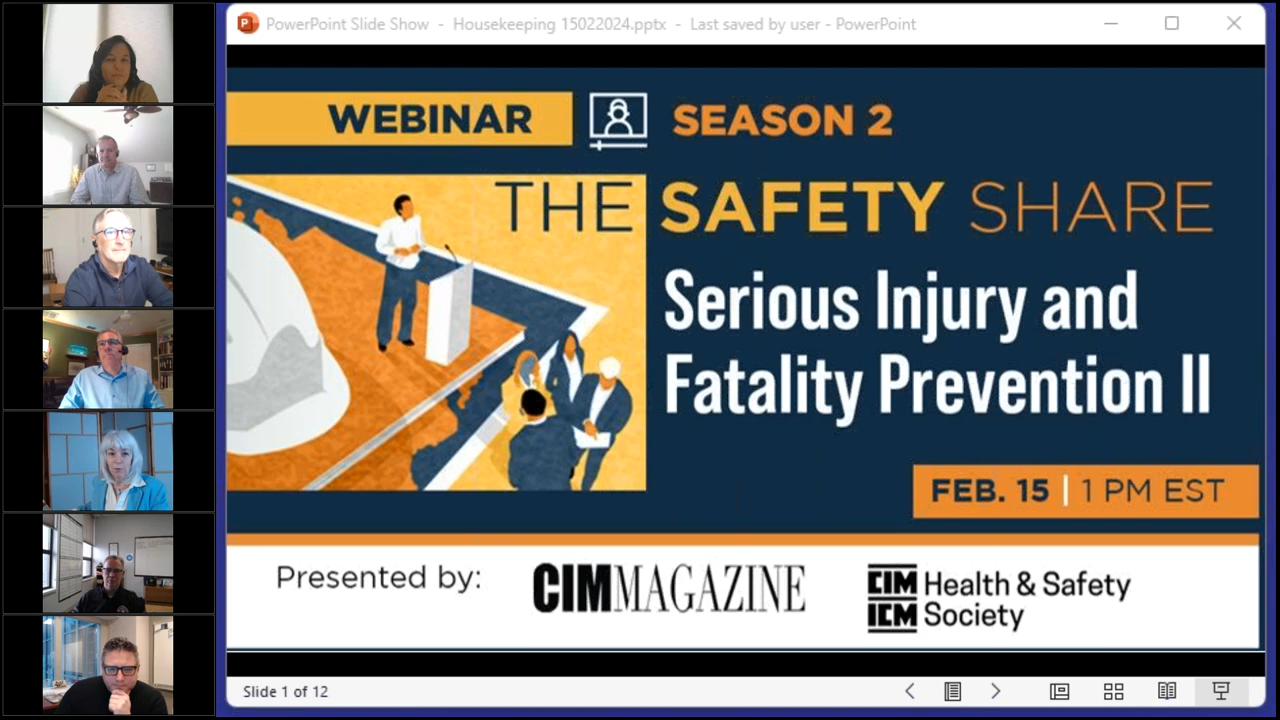 PowerPoint Slide Show - Housekeeping 15022024.pptx - Last saved by user - PowerPoint
WEBINAR
SEASON 2
THE SAFETY SHARE
Serious Injury and
Fatality Prevention II
FEB. 15 | 1 PM EST
Presented by:
CIM MAGAZINE
CIM
ICM
Health & Safety
Society
Slide 1 of 12